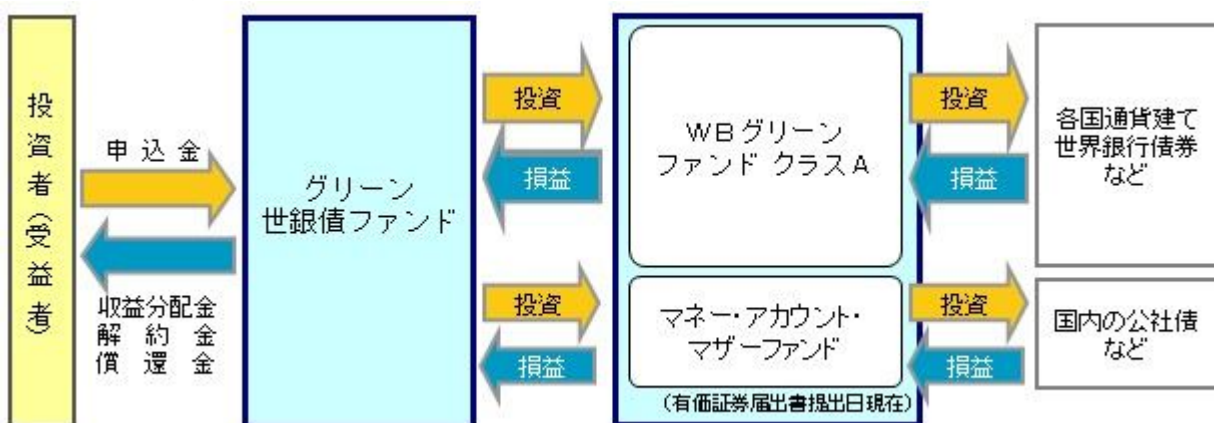 投資者(受益者)
申込金
収益分配金
解約金
償還金
グリーン
世銀債ファンド
投資
損益
投資
損益
WBグリーン
ファンド クラスA
マネー・アカウント・
マザーファンド
(有価証券届出書提出日現在)
投資
損益
投資
損益
各国通貨建て
世界銀行債券
など
国内の公社債
など